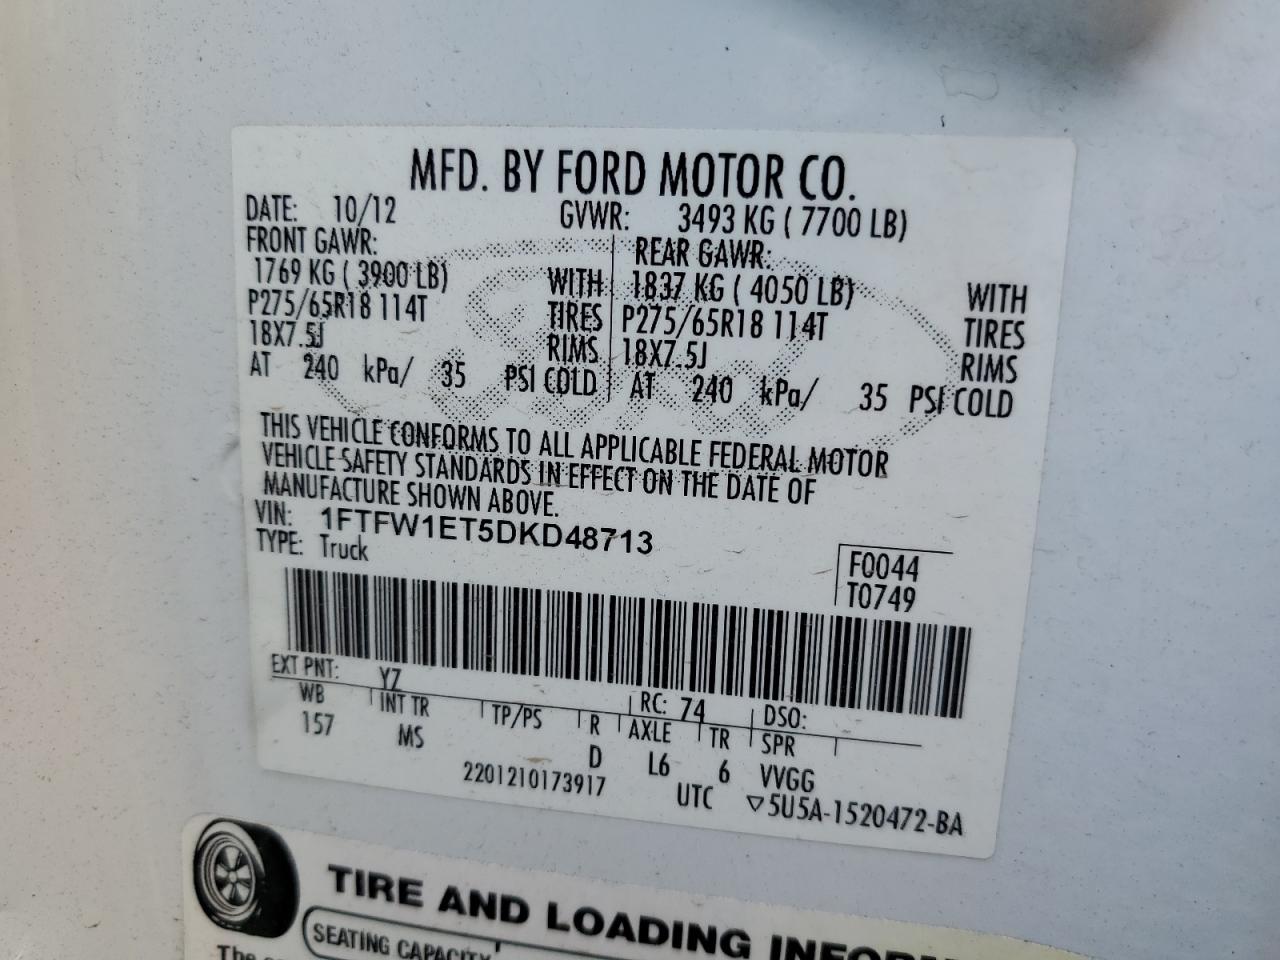 MFD. BY FORD MOTOR CO.
DATE: 10/12 GVWR: 3493 KG ( 7700 LB)
FRONT GAWR: REAR GAWR:
1769 KG ( 3900 LB) WITH 1837 KG ( 4050 LB) WITH
P275/65R18 114T TIRES P275/65R18 114T TIRES
18X7.5J RIMS 18X7.5J RIMS
AT 240 kPa/ 35 PSI COLD AT 240 kPa/ 35 PSI COLD
THIS VEHICLE CONFORMS TO ALL APPLICABLE FEDERAL MOTOR
VEHICLE SAFETY STANDARDS IN EFFECT ON THE DATE OF
MANUFACTURE SHOWN ABOVE.
VIN: 1FTFW1ET5DKD48713
TYPE: Truck
F0044
T0749
EXT PNT: YZ RC: 74 DSO:
WB INT TR TP/PS R AXLE TR SPR
157 MS D L6 6 VVGG
2201210173917 UTC ▽5U5A-1520472-BA
TIRE AND LOADING INFORM
SEATING CAPACITY
The